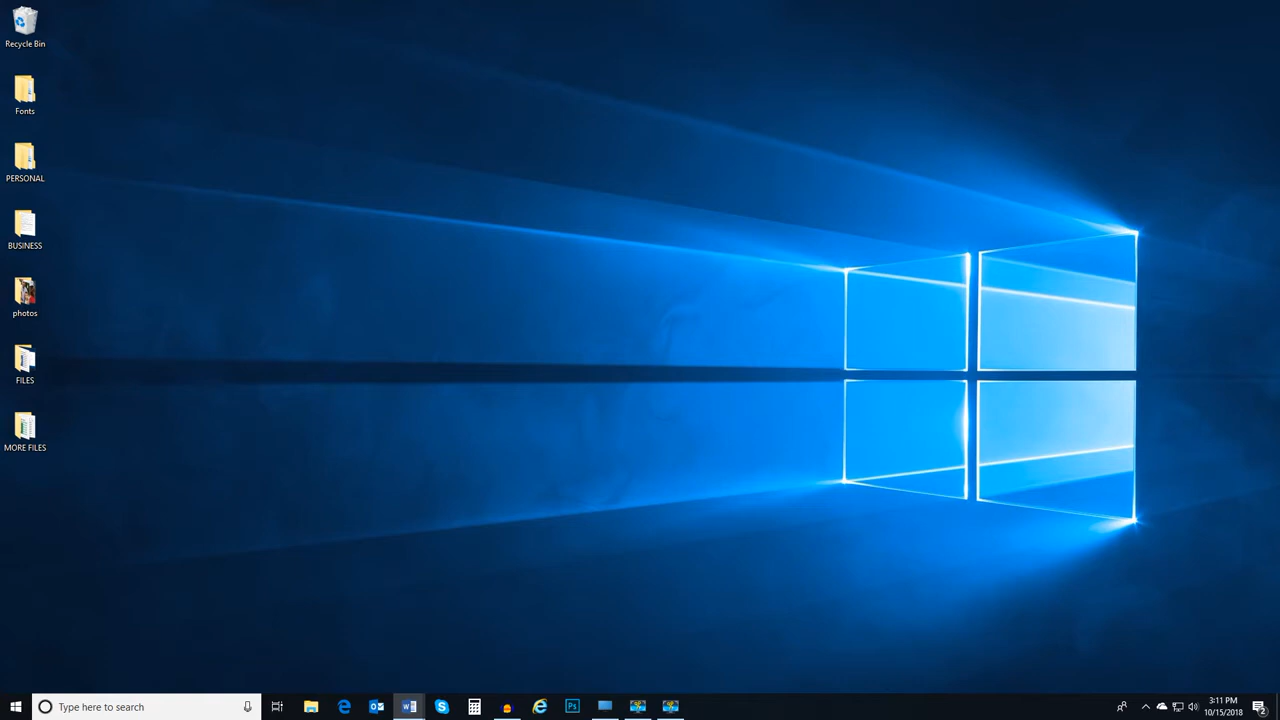 Recycle Bin
Fonts
PERSONAL
BUSINESS
photos
FILES
MORE FILES
Type here to search
3:11 PM
10/15/2018